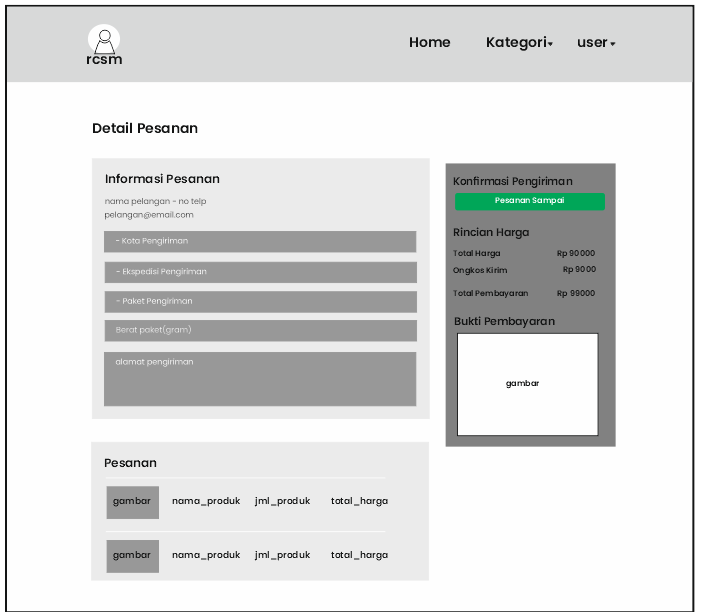 rcsm
Home Kategori user
Detail Pesanan
Informasi Pesanan
nama pelangan - no telp
pelangan@email.com
- Kota Pengiriman
- Ekspedisi Pengiriman
- Paket Pengiriman
Berat paket(gram)
alamat pengiriman
Konfirmasi Pengiriman
Pesanan Sampai
Rincian Harga
Total Harga Rp 90000
Ongkos Kirim Rp 9000
Total Pembayaran Rp 99000
Bukti Pembayaran
gambar
Pesanan
gambar nama_produk jml_produk total_harga
gambar nama_produk jml_produk total_harga